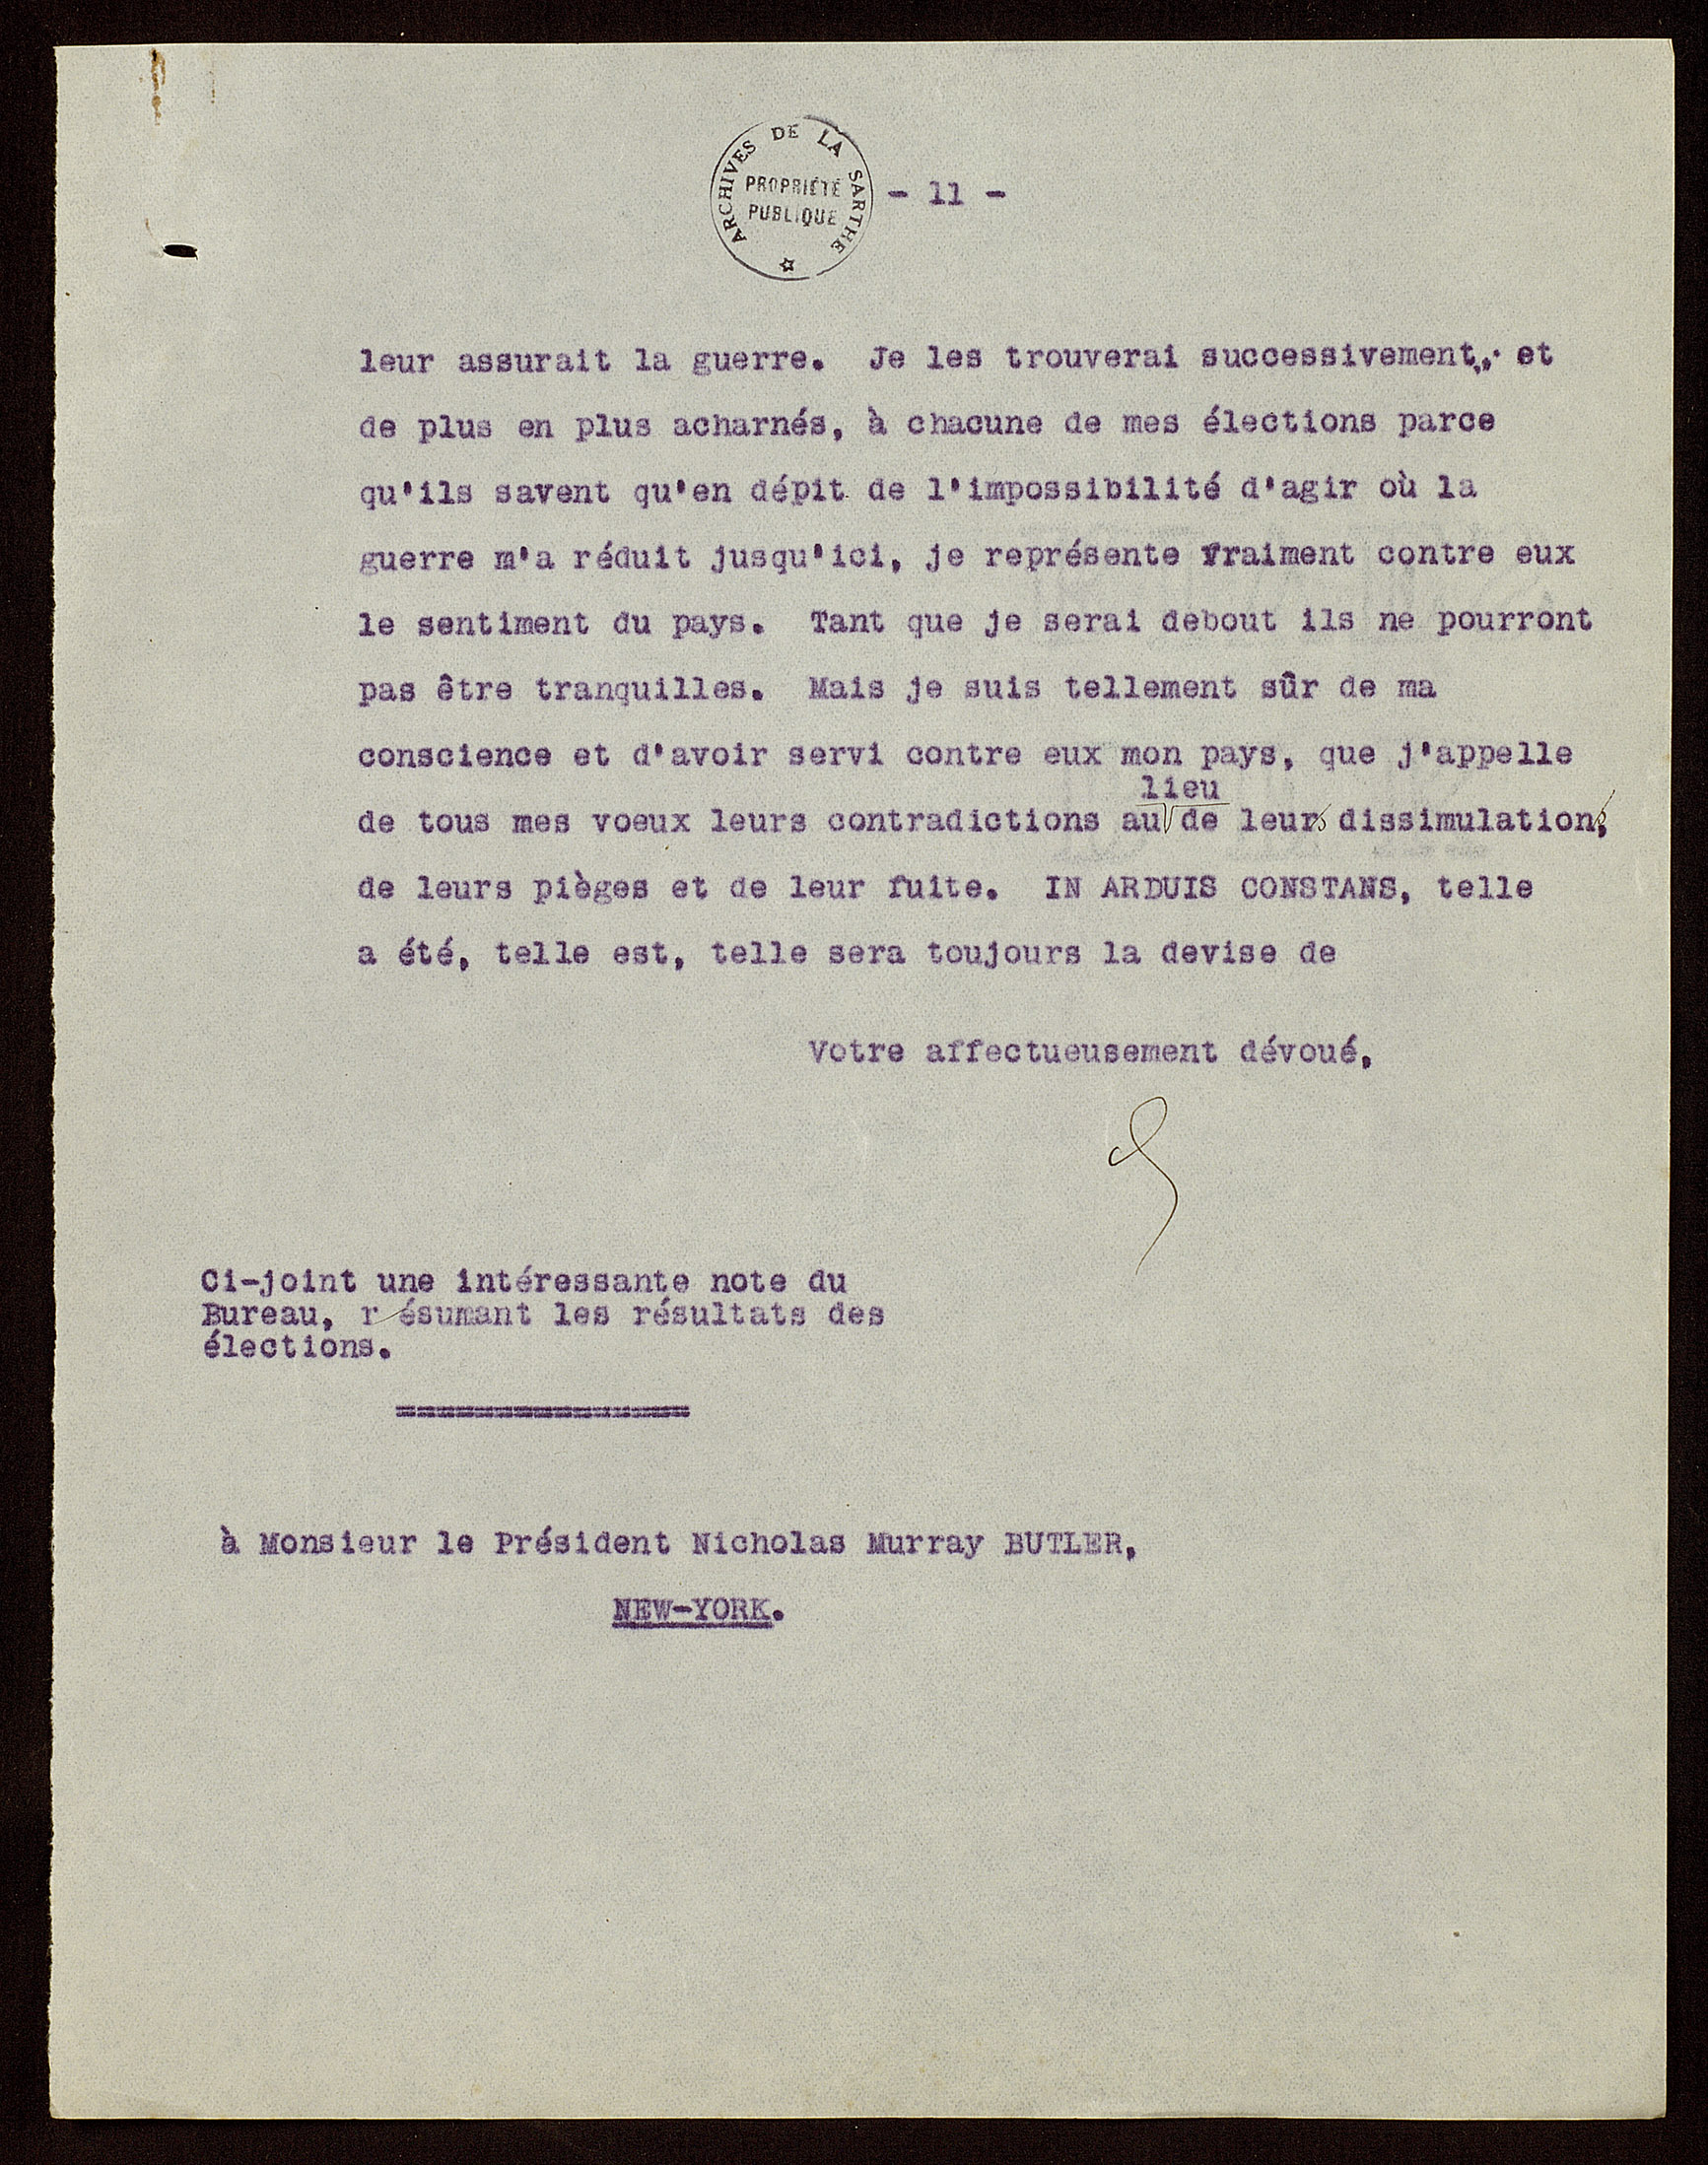 ARCHIVES DE LA SARTHE
PROPRIÉTÉ
PUBLIQUE
- 11 -
leur assurait la guerre. Je les trouverai successivement, et
de plus en plus acharnés, à chacune de mes élections parce
qu'ils savent qu'en dépit de l'impossibilité d'agir où la
guerre m'a réduit jusqu'ici, je représente vraiment contre eux
le sentiment du pays. Tant que je serai debout ils ne pourront
pas être tranquilles. Mais je suis tellement sûr de ma
conscience et d'avoir servi contre eux mon pays, que j'appelle
lieu
de tous mes voeux leurs contradictions au de leurs dissimulations,
de leurs pièges et de leur fuite. IN ARDUIS CONSTANS, telle
a été, telle est, telle sera toujours la devise de
Votre affectueusement dévoué,
Ci-joint une intéressante note du
Bureau, r ésumant les résultats des
élections.
à Monsieur le Président Nicholas Murray BUTLER,
NEW-YORK.